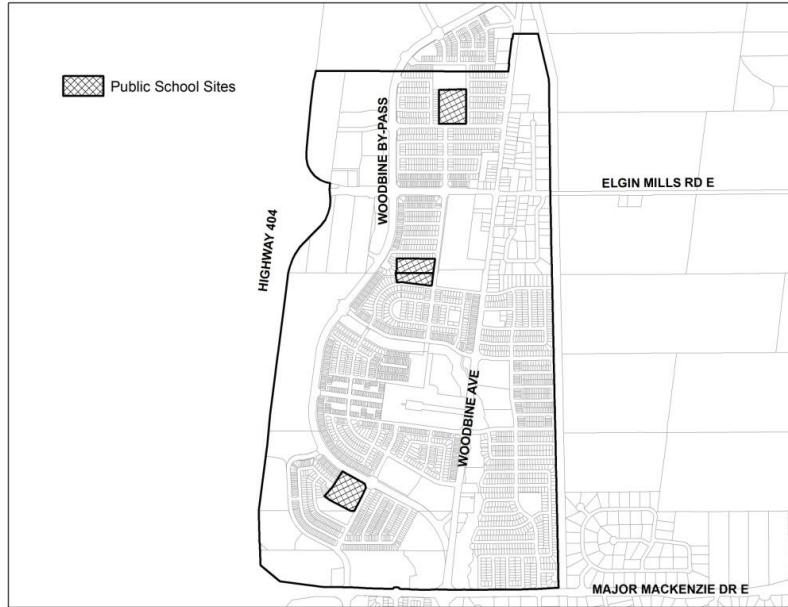 Public School Sites
WOODBINE BY-PASS
ELGIN MILLS RD E
HIGHWAY 404
WOODBINE AVE
MAJOR MACKENZIE DR E